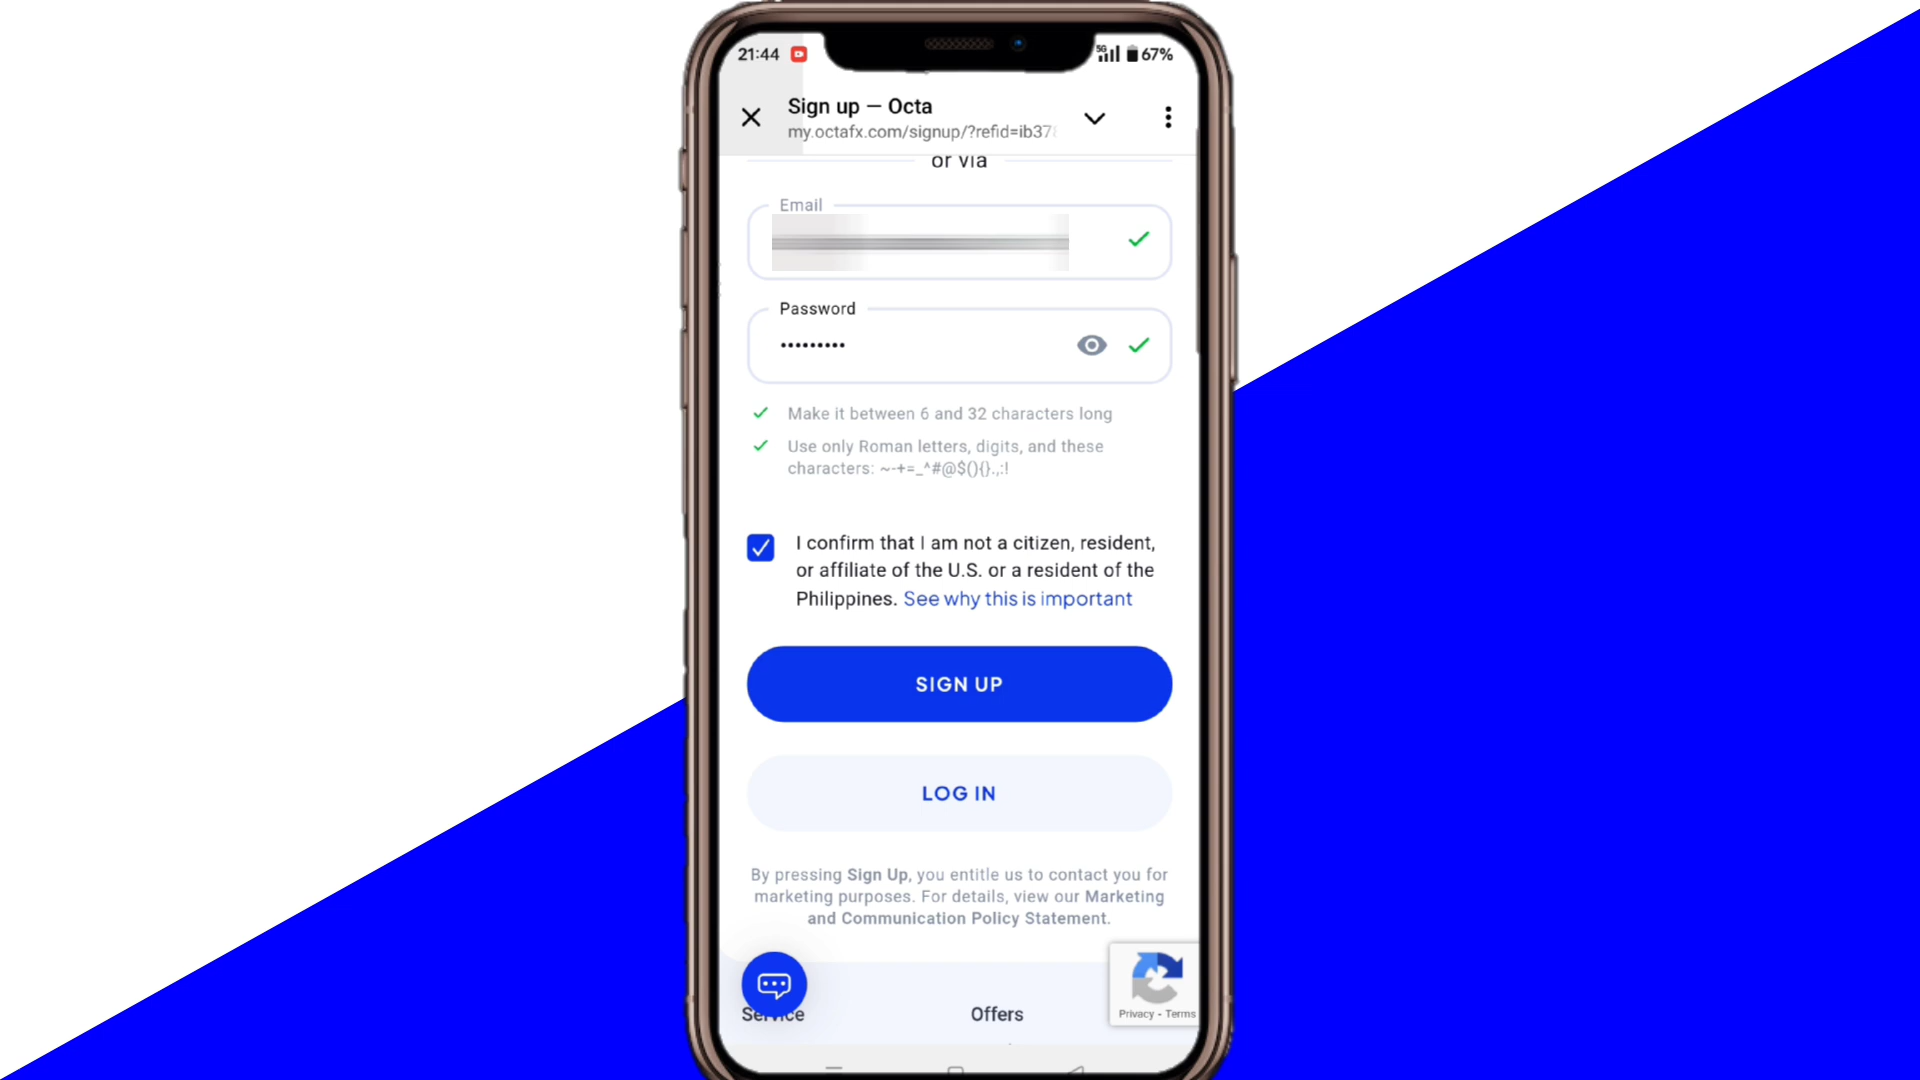 21:44
5G
67%
Sign up — Octa
my.octafx.com/signup/?refid=ib378
or via
Email
Password
•••••••••
Make it between 6 and 32 characters long
Use only Roman letters, digits, and these
characters: ~-+=_^#@$(){}.,:!
I confirm that I am not a citizen, resident,
or affiliate of the U.S. or a resident of the
Philippines. See why this is important
SIGN UP
LOG IN
By pressing Sign Up, you entitle us to contact you for
marketing purposes. For details, view our Marketing
and Communication Policy Statement.
Service
Offers
Privacy - Terms